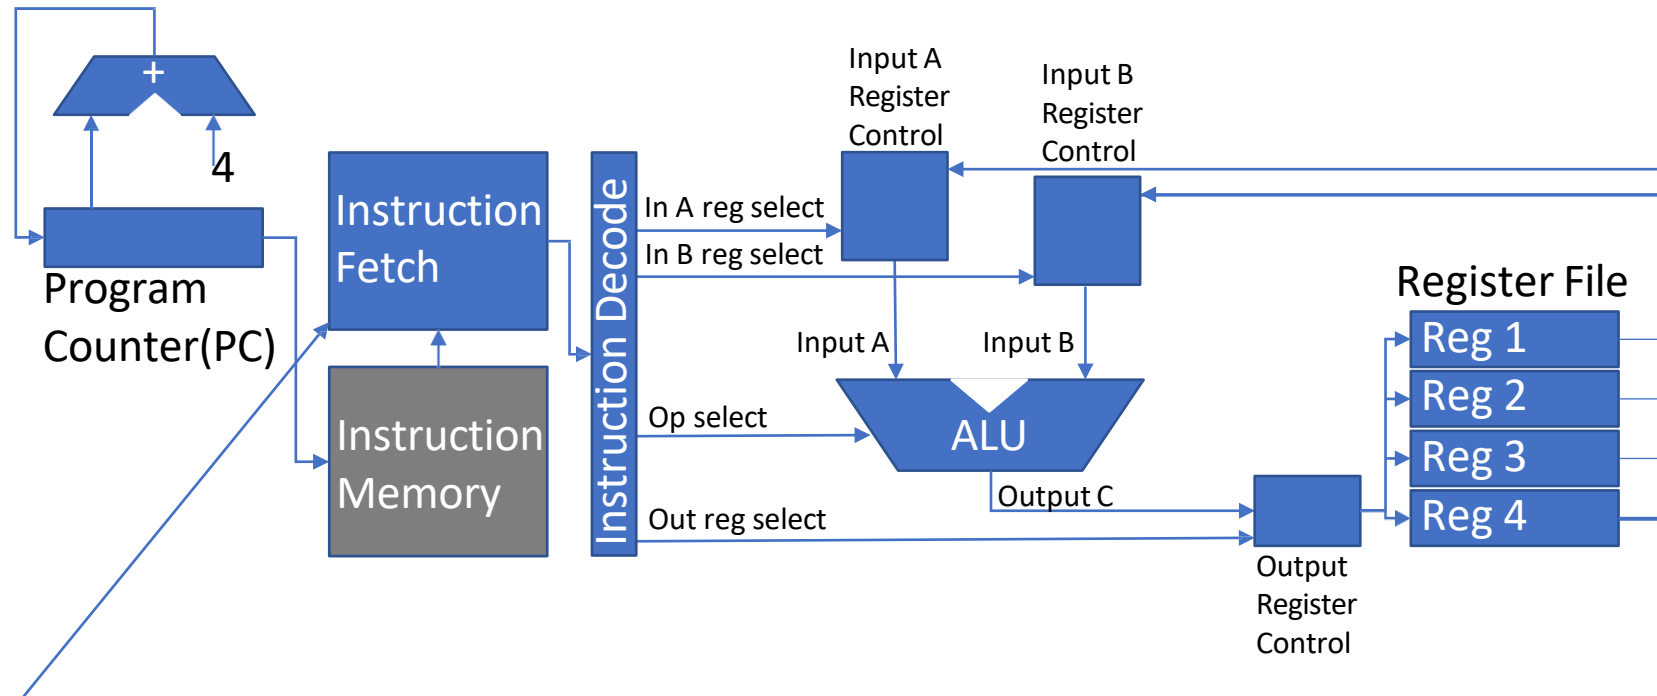 +
4
Program
Counter(PC)
Instruction
Fetch
Instruction
Memory
Instruction Decode
In A reg select
In B reg select
Op select
Out reg select
Input A
Register
Control
Input B
Register
Control
Input A
Input B
ALU
Output C
Output
Register
Control
Register File
Reg 1
Reg 2
Reg 3
Reg 4